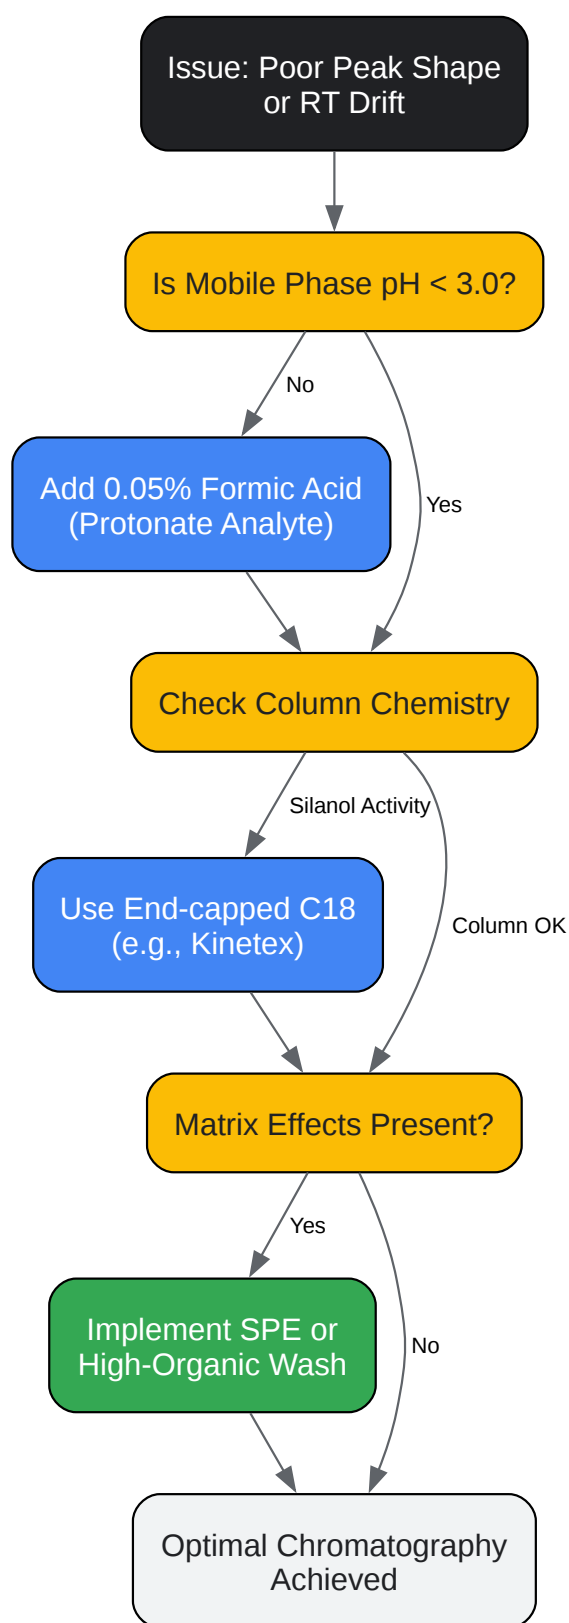 Issue: Poor Peak Shape
or RT Drift
Is Mobile Phase pH < 3.0?
No
Add 0.05% Formic Acid
(Protonate Analyte)
Yes
Check Column Chemistry
Silanol Activity
Use End-capped C18
(e.g., Kinetex)
Column OK
Matrix Effects Present?
Yes
Implement SPE or
High-Organic Wash
No
Optimal Chromatography
Achieved